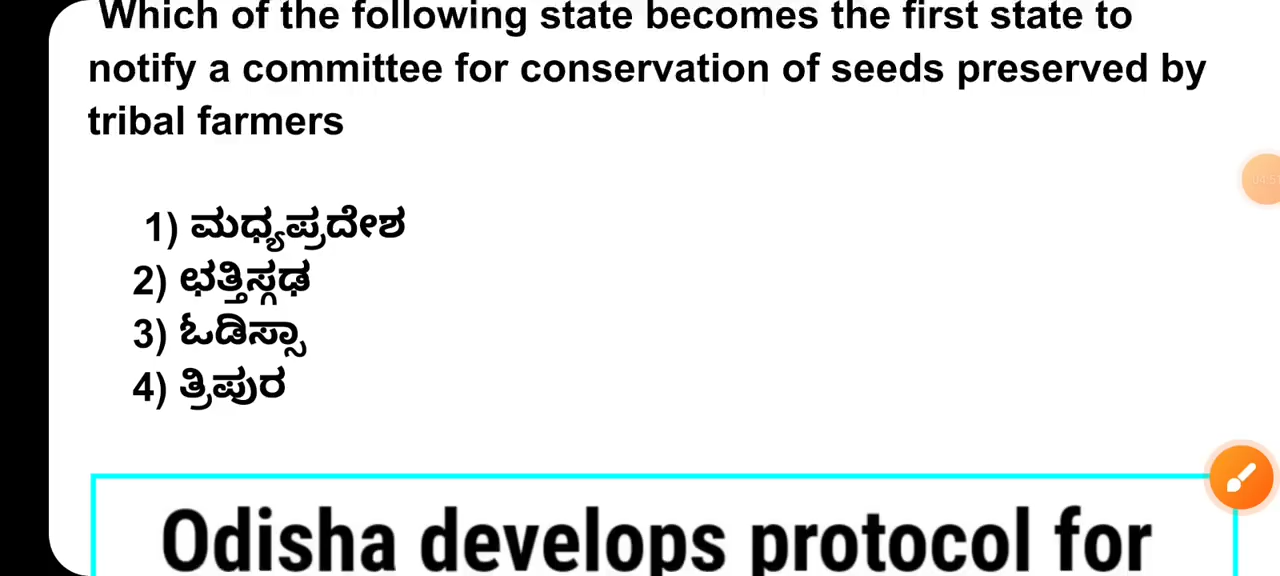 Which of the following state becomes the first state to
notify a committee for conservation of seeds preserved by
tribal farmers
1) ಮಧ್ಯಪ್ರದೇಶ
2) ಛತ್ತಿಸ್ಗಢ
3) ಓಡಿಸ್ಸಾ
4) ತ್ರಿಪುರ
Odisha develops protocol for